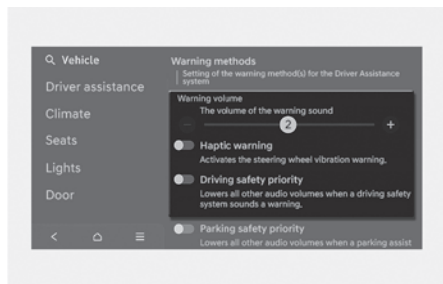 Vehicle
Driver assistance
Climate
Seats
Lights
Door
Warning methods
Setting of the warning method(s) for the Driver Assistance
system
Warning volume
The volume of the warning sound
2
Haptic warning
Activates the steering wheel vibration warning.
Driving safety priority
Lowers all other audio volumes when a driving safety
system sounds a warning.
Parking safety priority
Lowers all other audio volumes when a parking assist